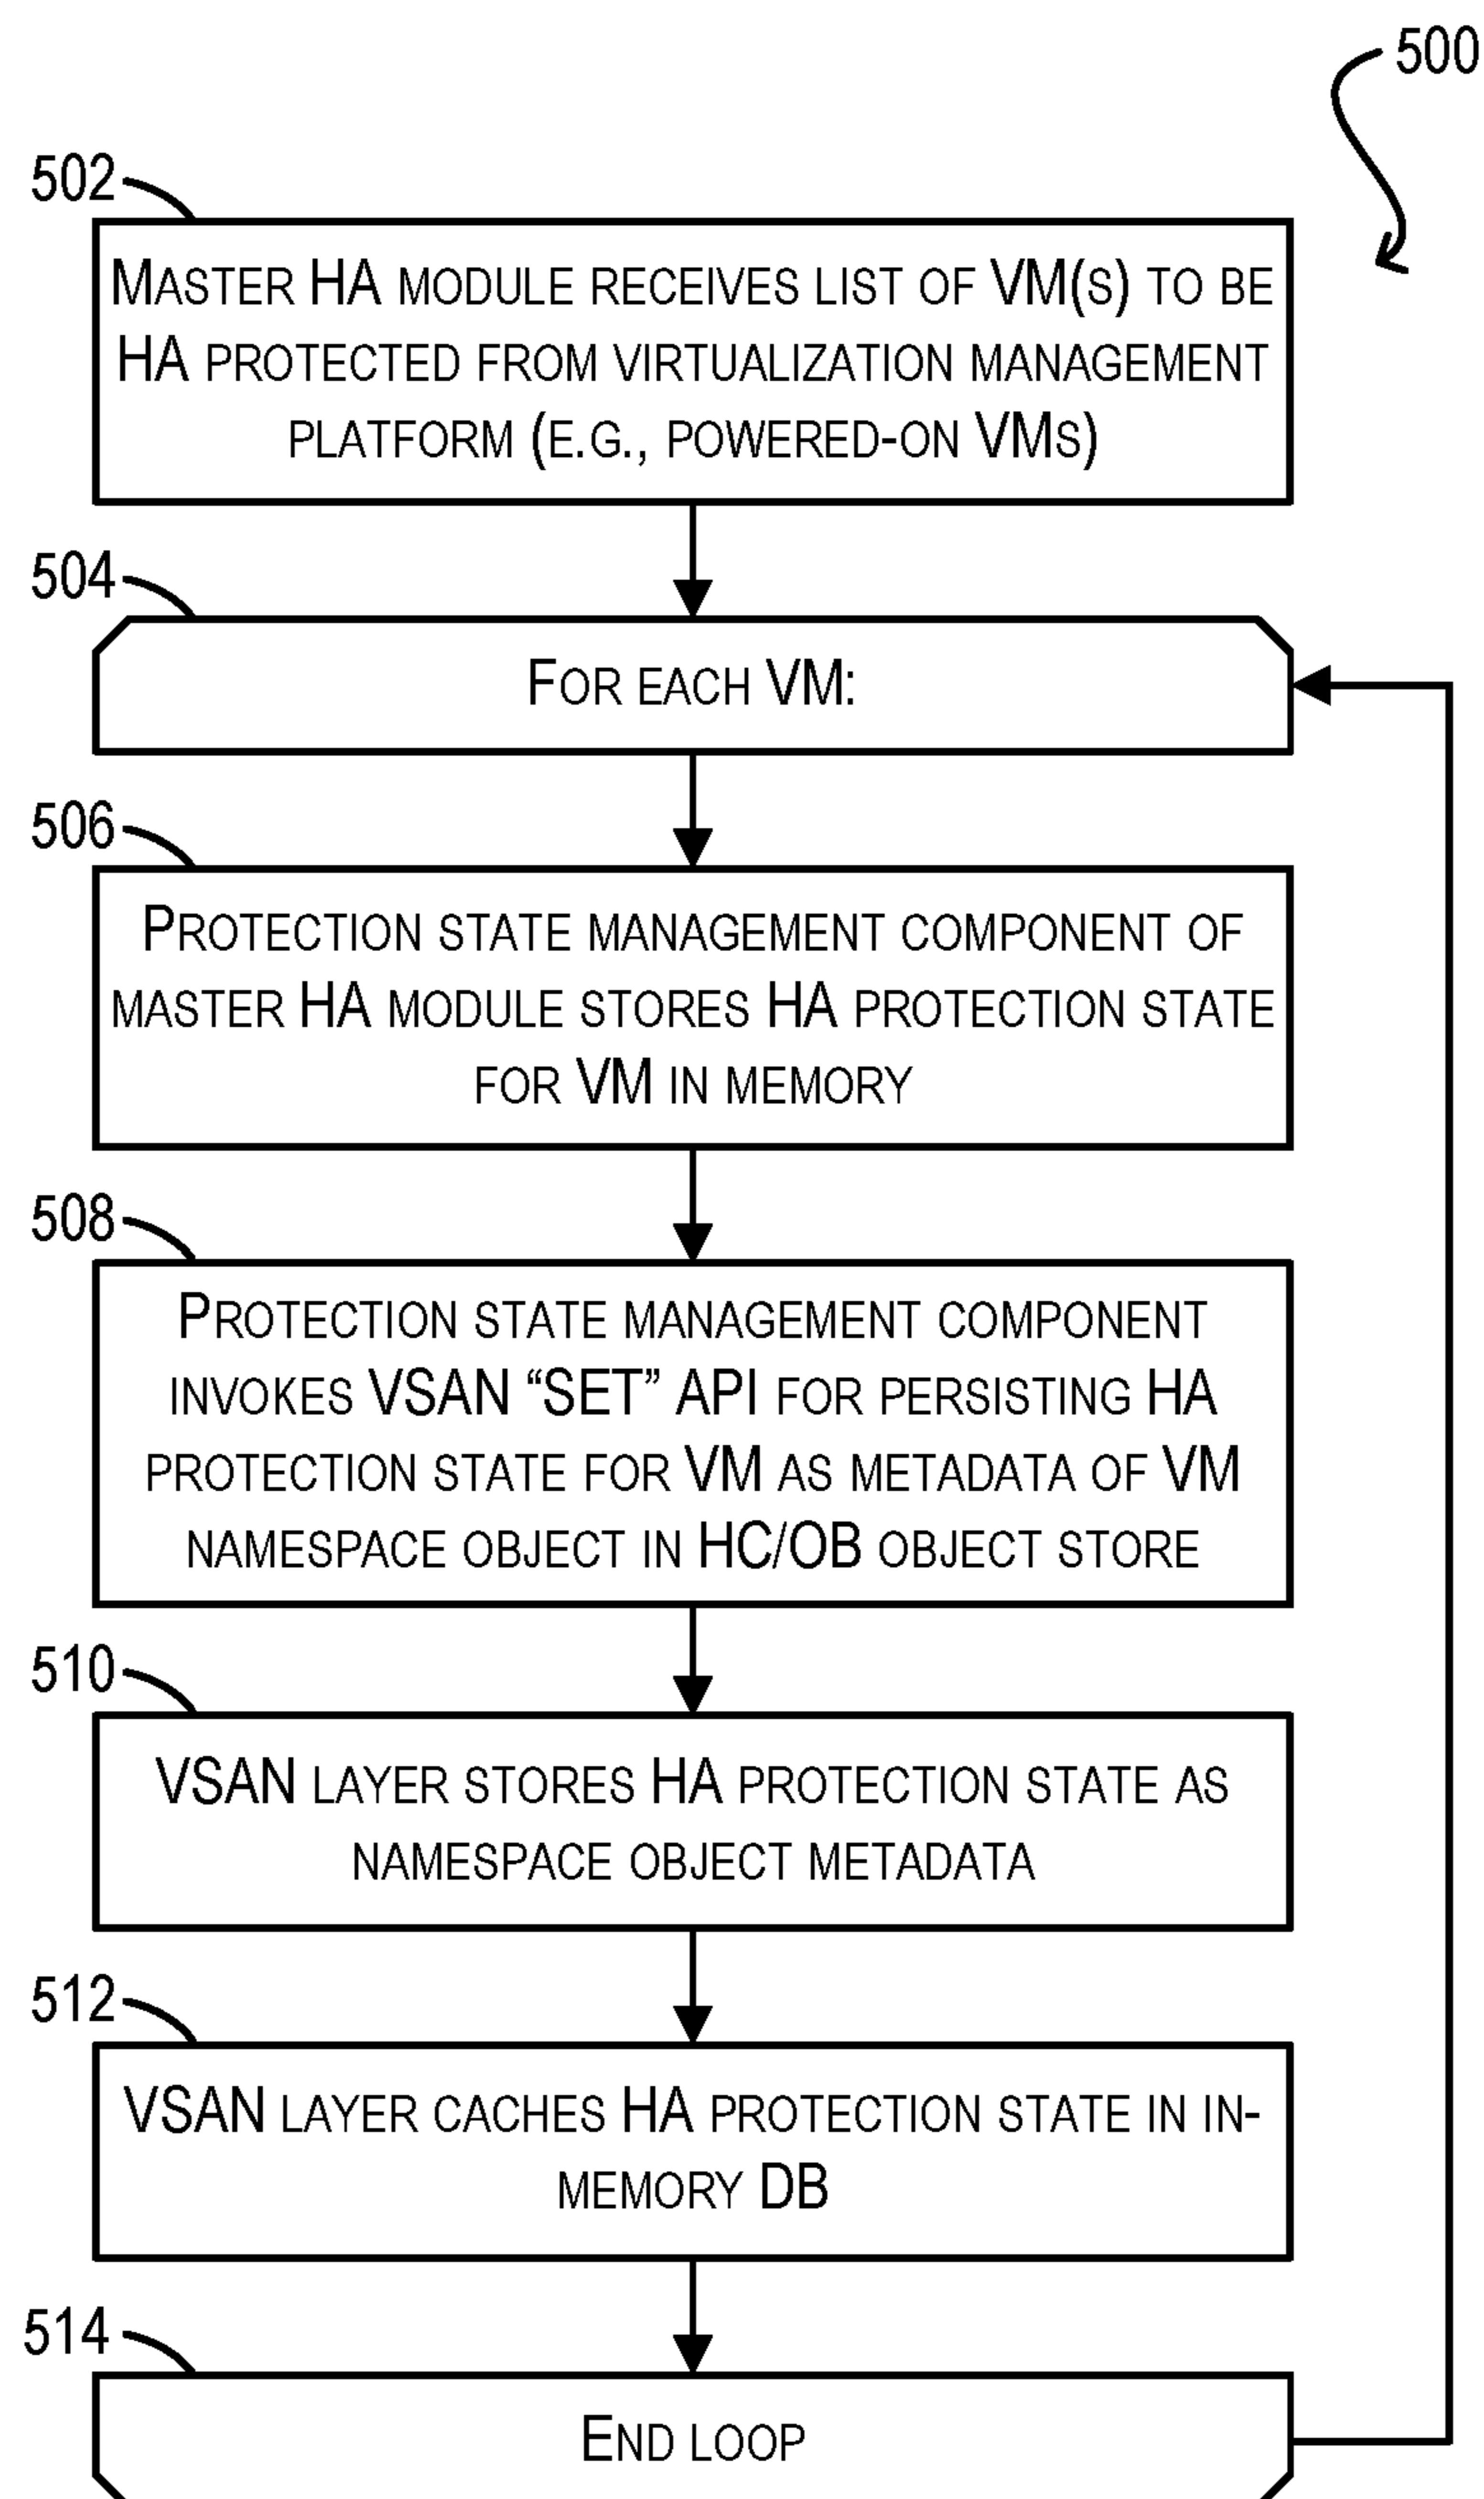 500
502
MASTER HA MODULE RECEIVES LIST OF VM(S) TO BE
HA PROTECTED FROM VIRTUALIZATION MANAGEMENT
PLATFORM (E.G., POWERED-ON VMS)
504
FOR EACH VM:
506
PROTECTION STATE MANAGEMENT COMPONENT OF
MASTER HA MODULE STORES HA PROTECTION STATE
FOR VM IN MEMORY
508
PROTECTION STATE MANAGEMENT COMPONENT
INVOKES VSAN “SET” API FOR PERSISTING HA
PROTECTION STATE FOR VM AS METADATA OF VM
NAMESPACE OBJECT IN HC/OB OBJECT STORE
510
VSAN LAYER STORES HA PROTECTION STATE AS
NAMESPACE OBJECT METADATA
512
VSAN LAYER CACHES HA PROTECTION STATE IN IN-
MEMORY DB
514
END LOOP